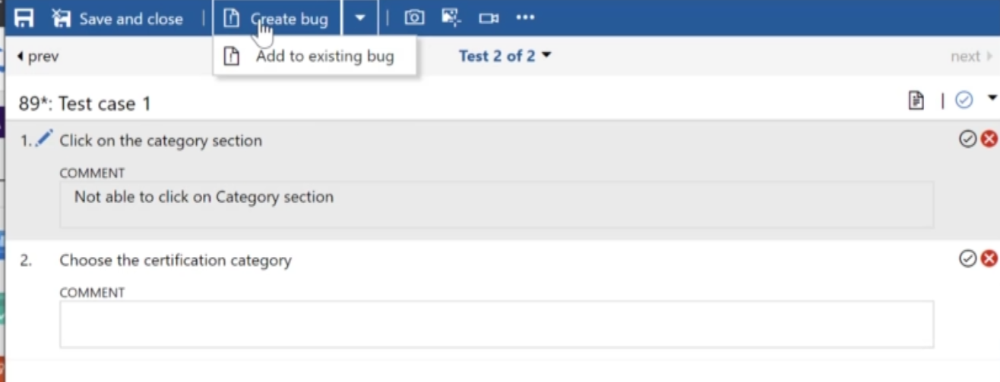 Save and close | Create bug |
prev Add to existing bug Test 2 of 2 next
89*: Test case 1 |
1. Click on the category section
COMMENT
Not able to click on Category section
2. Choose the certification category
COMMENT